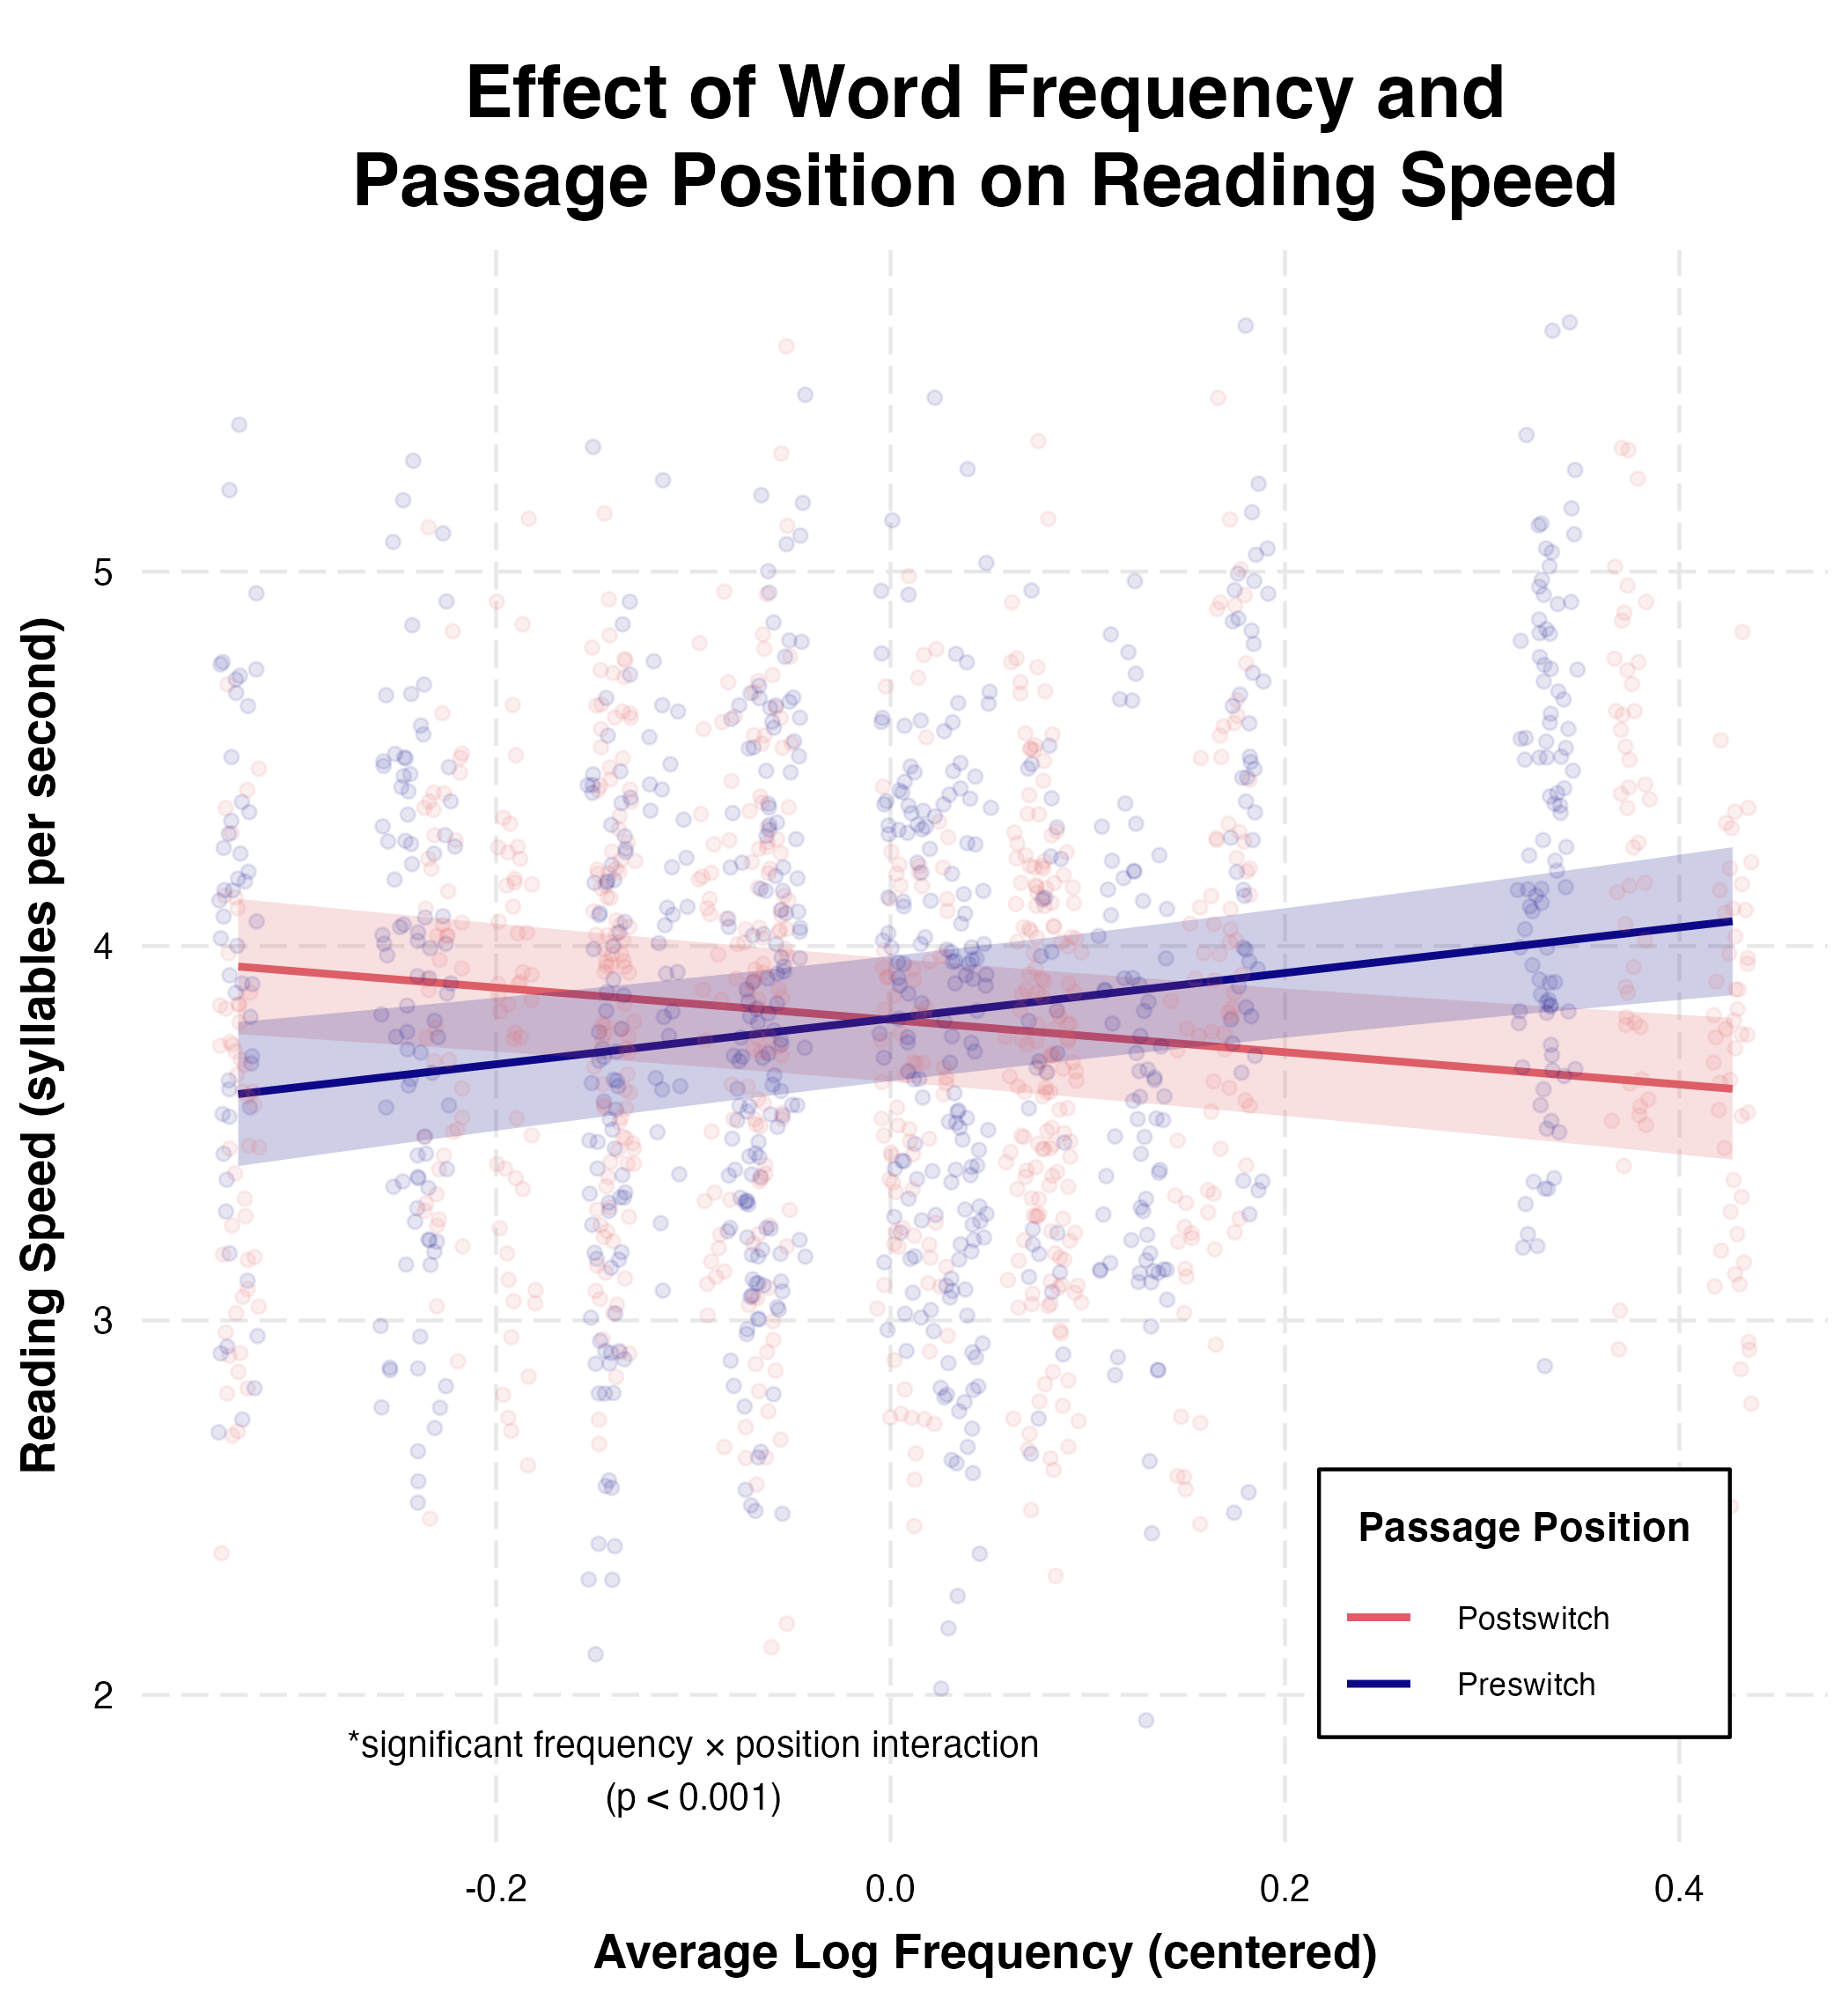 Effect of Word Frequency and
Passage Position on Reading Speed
Reading Speed (syllables per second)
5
4
3
2
Passage Position
Postswitch
Preswitch
*significant frequency × position interaction
(p < 0.001)
-0.2
0.0
0.2
0.4
Average Log Frequency (centered)